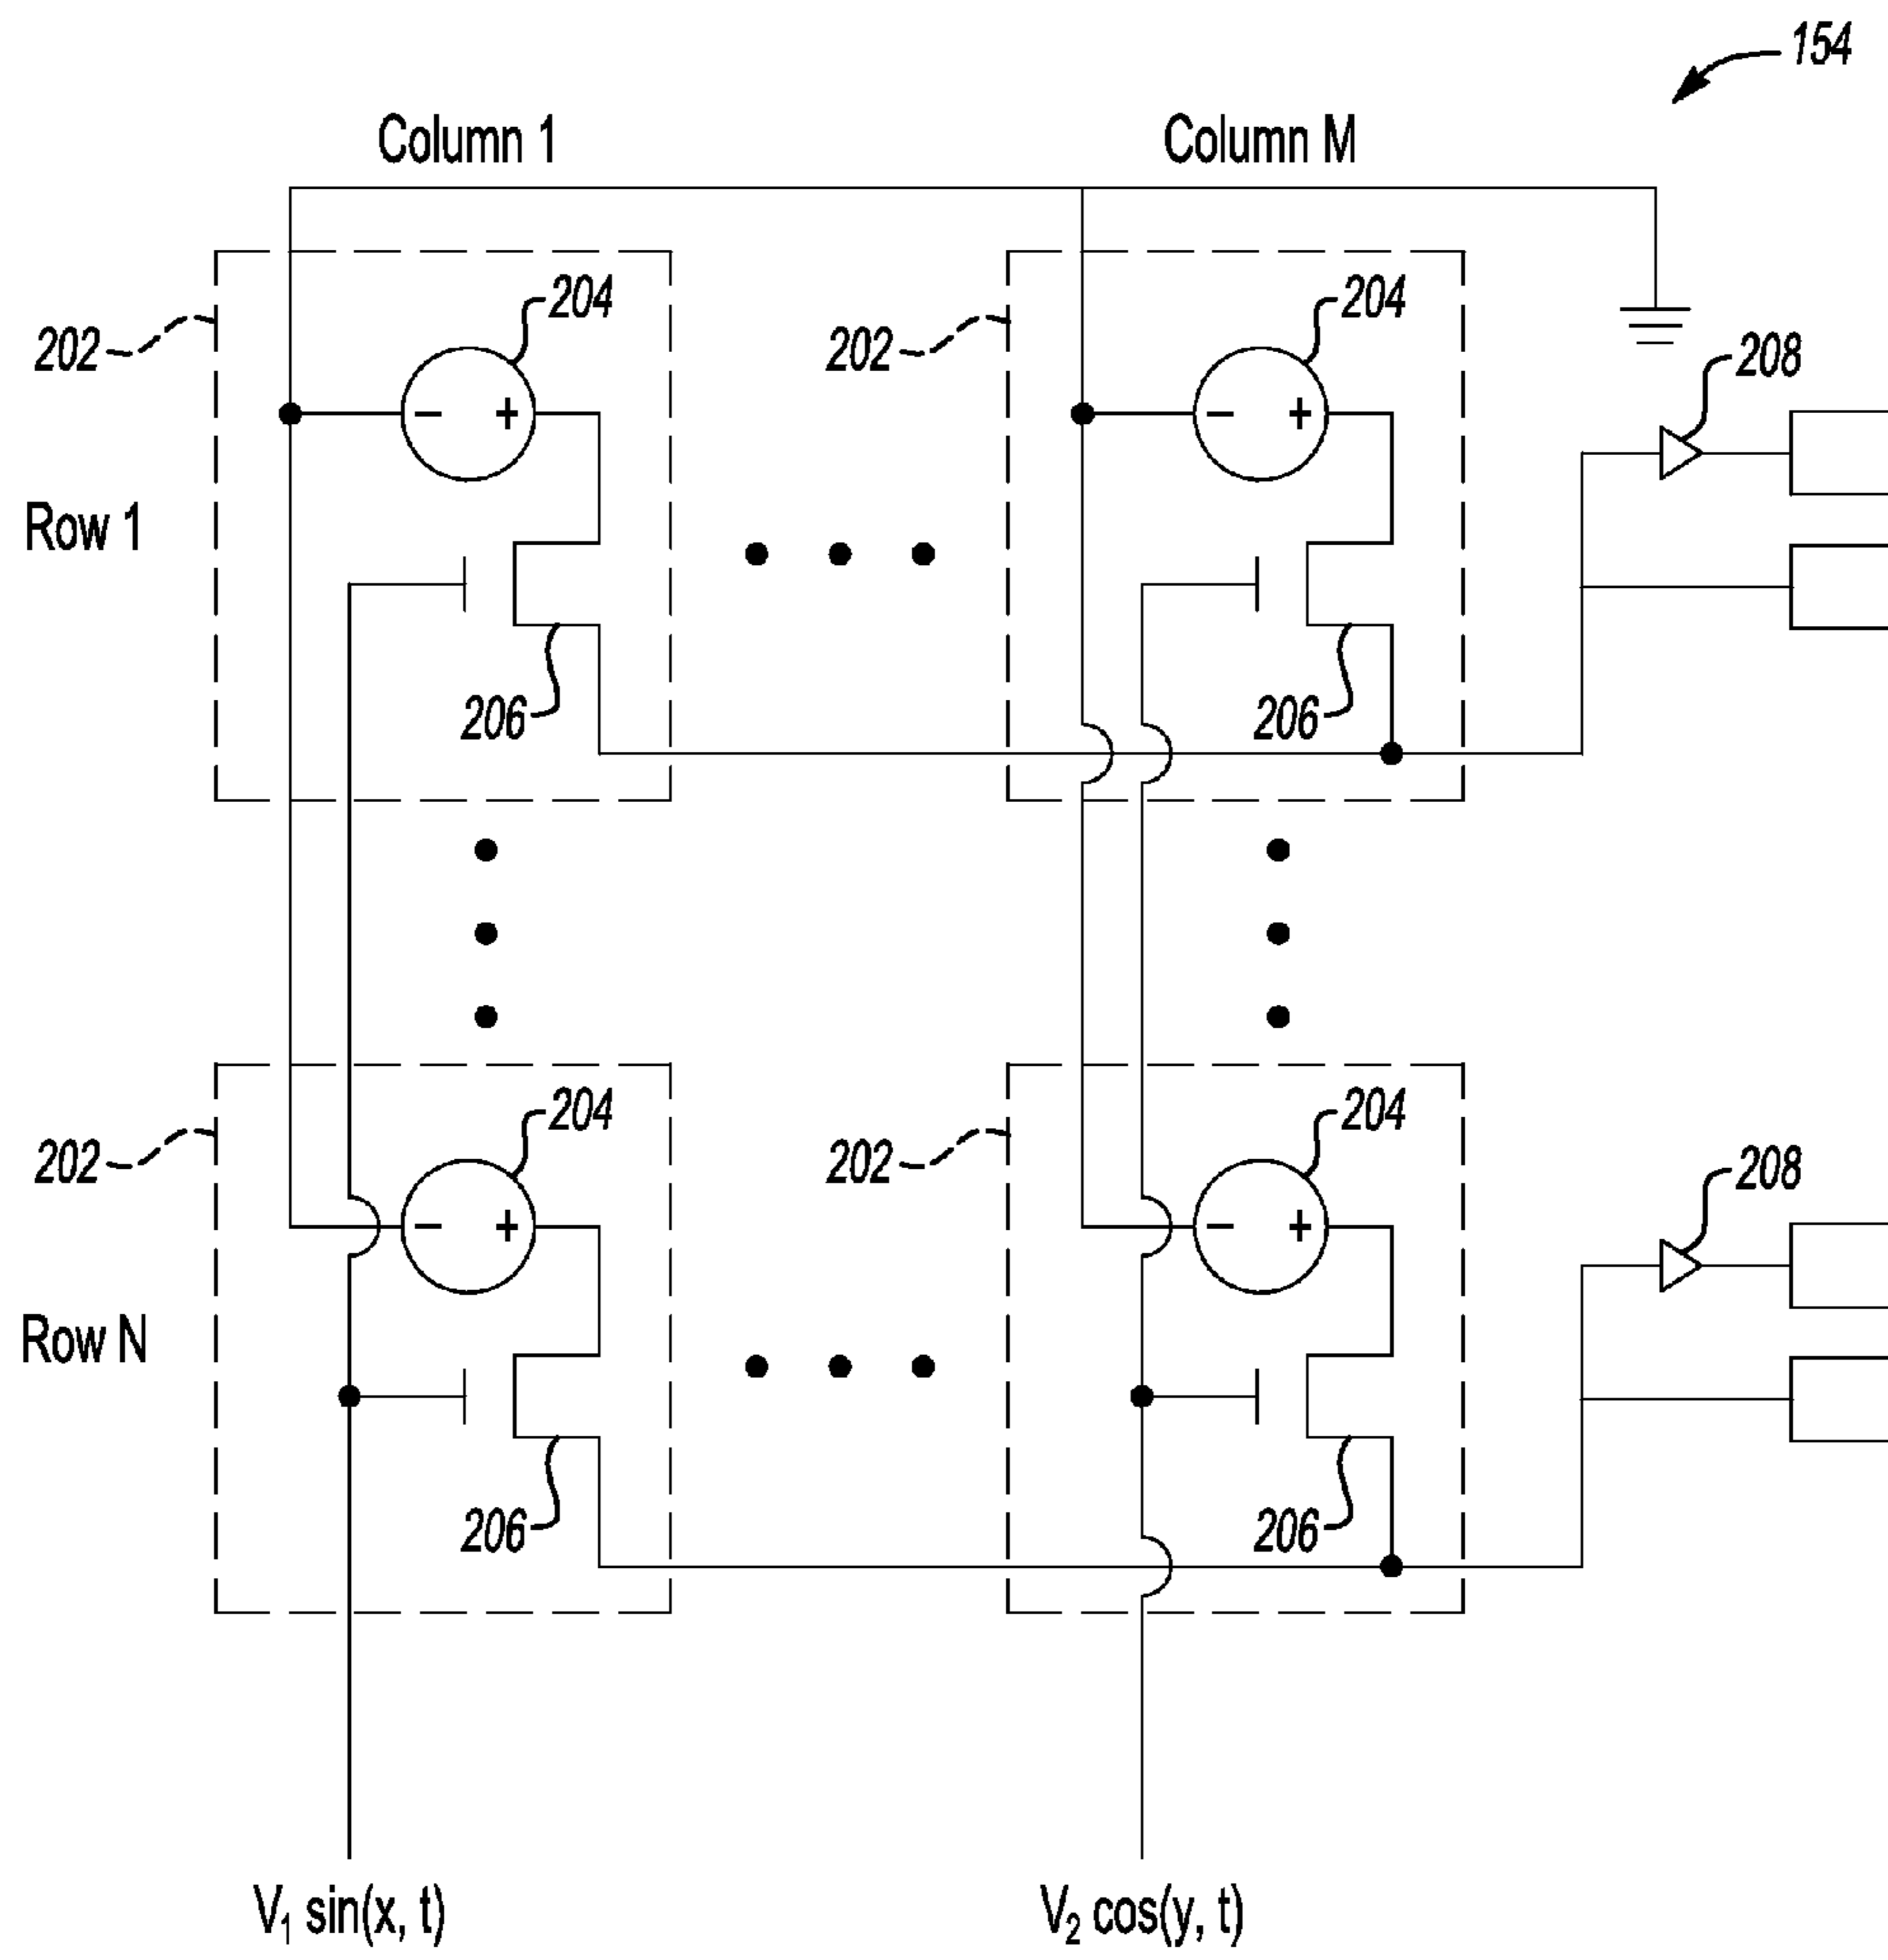 154
Column 1 Column M
204 204
202 202 208
− + − +
Row 1
206 206
204 204
202 202 208
− + − +
Row N
206 206
V₁ sin(x, t) V₂ cos(y, t)